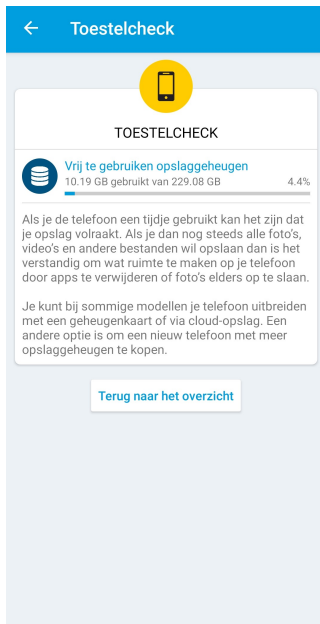 Toestelcheck
TOESTELCHECK
Vrij te gebruiken opslaggeheugen
10.19 GB gebruikt van 229.08 GB 4.4%
Als je de telefoon een tijdje gebruikt kan het zijn dat
je opslag volraakt. Als je dan nog steeds alle foto's,
video's en andere bestanden wil opslaan dan is het
verstandig om wat ruimte te maken op je telefoon
door apps te verwijderen of foto's elders op te slaan.
Je kunt bij sommige modellen je telefoon uitbreiden
met een geheugenkaart of via cloud-opslag. Een
andere optie is om een nieuw telefoon met meer
opslaggeheugen te kopen.
Terug naar het overzicht